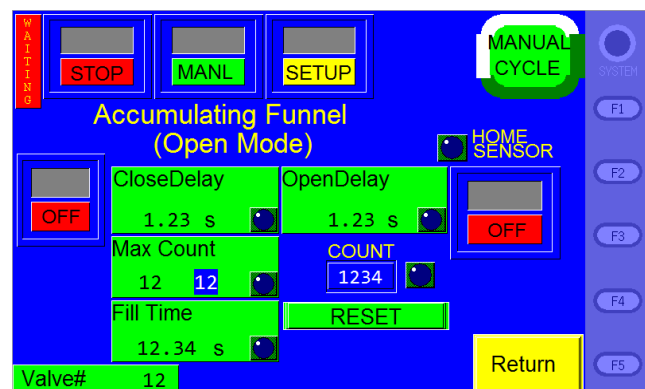 WAITING
STOP
MANL
SETUP
MANUAL
CYCLE
SYSTEM
Accumulating Funnel
(Open Mode)
HOME
SENSOR
F1
F2
F3
F4
F5
OFF
CloseDelay
1.23 s
OpenDelay
1.23 s
OFF
Max Count
12 12
COUNT
1234
Fill Time
12.34 s
RESET
Valve# 12
Return